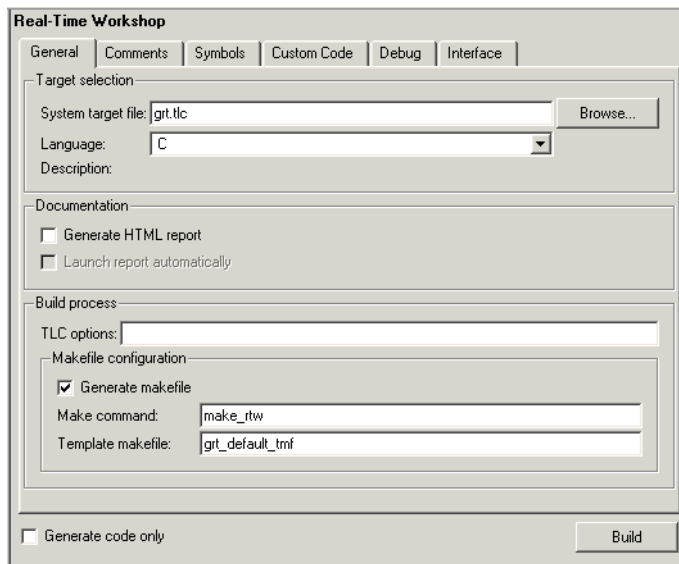 Real-Time Workshop
General Comments Symbols Custom Code Debug Interface
Target selection
System target file: grt.tlc Browse...
Language: C
Description:
Documentation
Generate HTML report
Launch report automatically
Build process
TLC options:
Makefile configuration
Generate makefile
Make command: make_rtw
Template makefile: grt_default_tmf
Generate code only Build